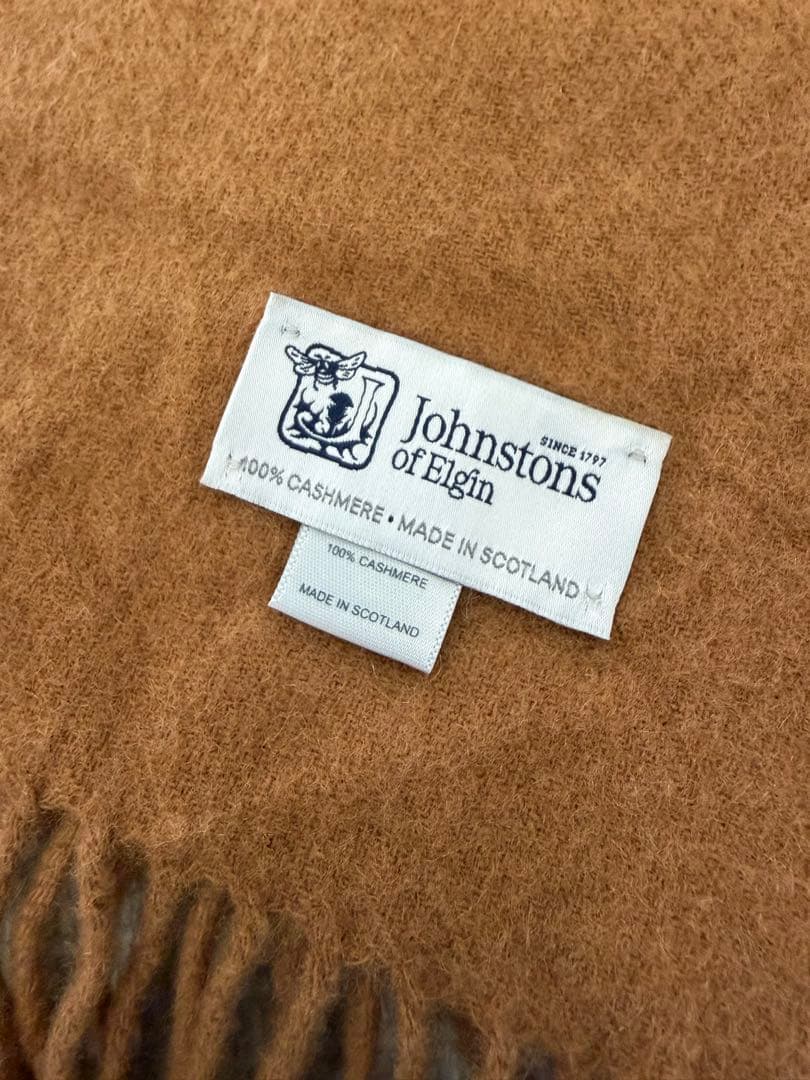 SINCE 1797
Johnstons
of Elgin
100% CASHMERE • MADE IN SCOTLAND
100% CASHMERE
MADE IN SCOTLAND